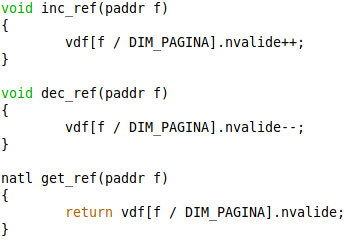 void inc_ref(paddr f)
{
        vdf[f / DIM_PAGINA].nvalide++;
}

void dec_ref(paddr f)
{
        vdf[f / DIM_PAGINA].nvalide--;
}

natl get_ref(paddr f)
{
        return vdf[f / DIM_PAGINA].nvalide;
}